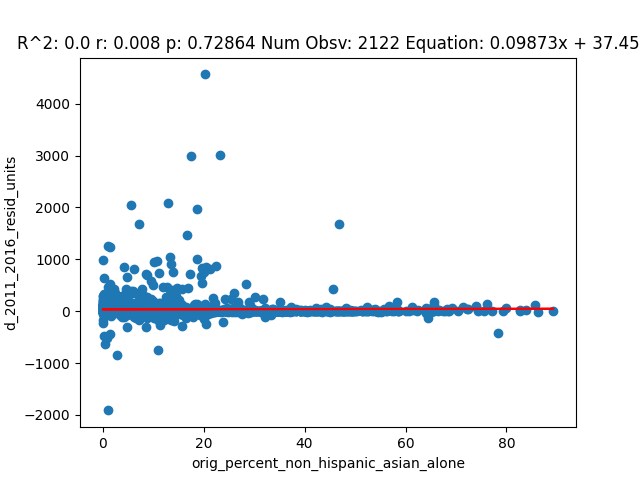 R^2: 0.0 r: 0.008 p: 0.72864 Num Obsv: 2122 Equation: 0.09873x + 37.45
4000
3000
2000
1000
0
−1000
−2000
d_2011_2016_resid_units
0 20 40 60 80
orig_percent_non_hispanic_asian_alone